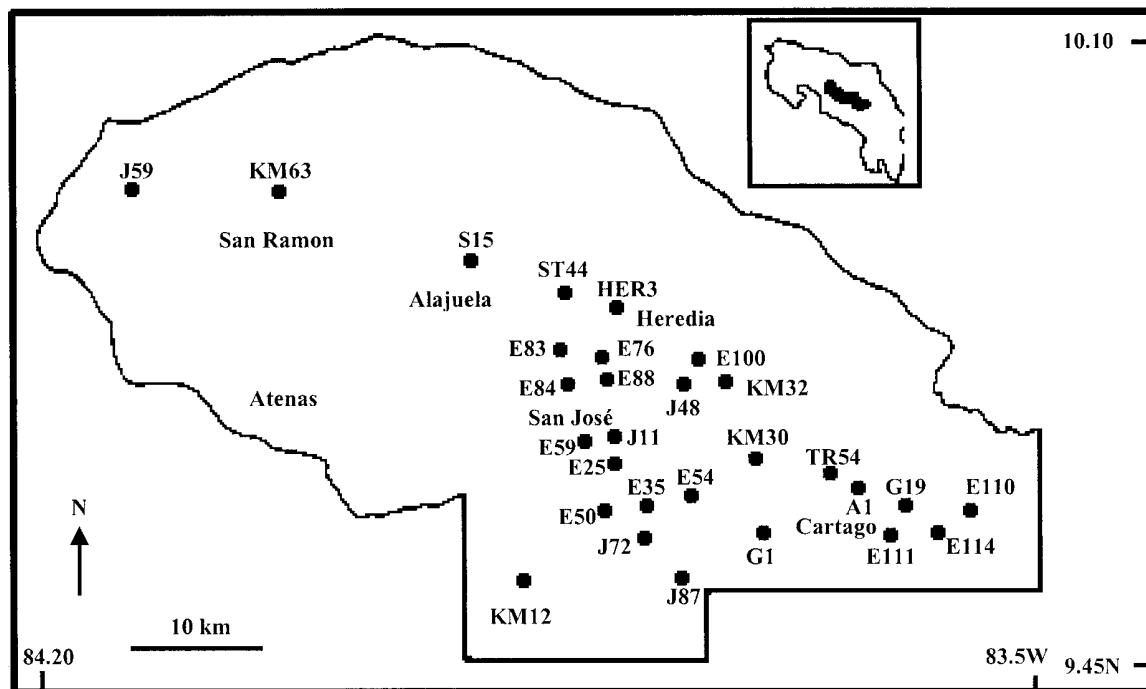 10.10
J59
KM63
San Ramon
S15
ST44
Alajuela
HER3
Heredia
E83
E76
E100
E84
E88
J48
KM32
Atenas
San José
J11
E59
KM30
E25
TR54
E54
G19
E110
E35
A1
E50
Cartago
N
J72
G1
E111
E114
J87
KM12
10 km
84.20
83.5W
9.45N